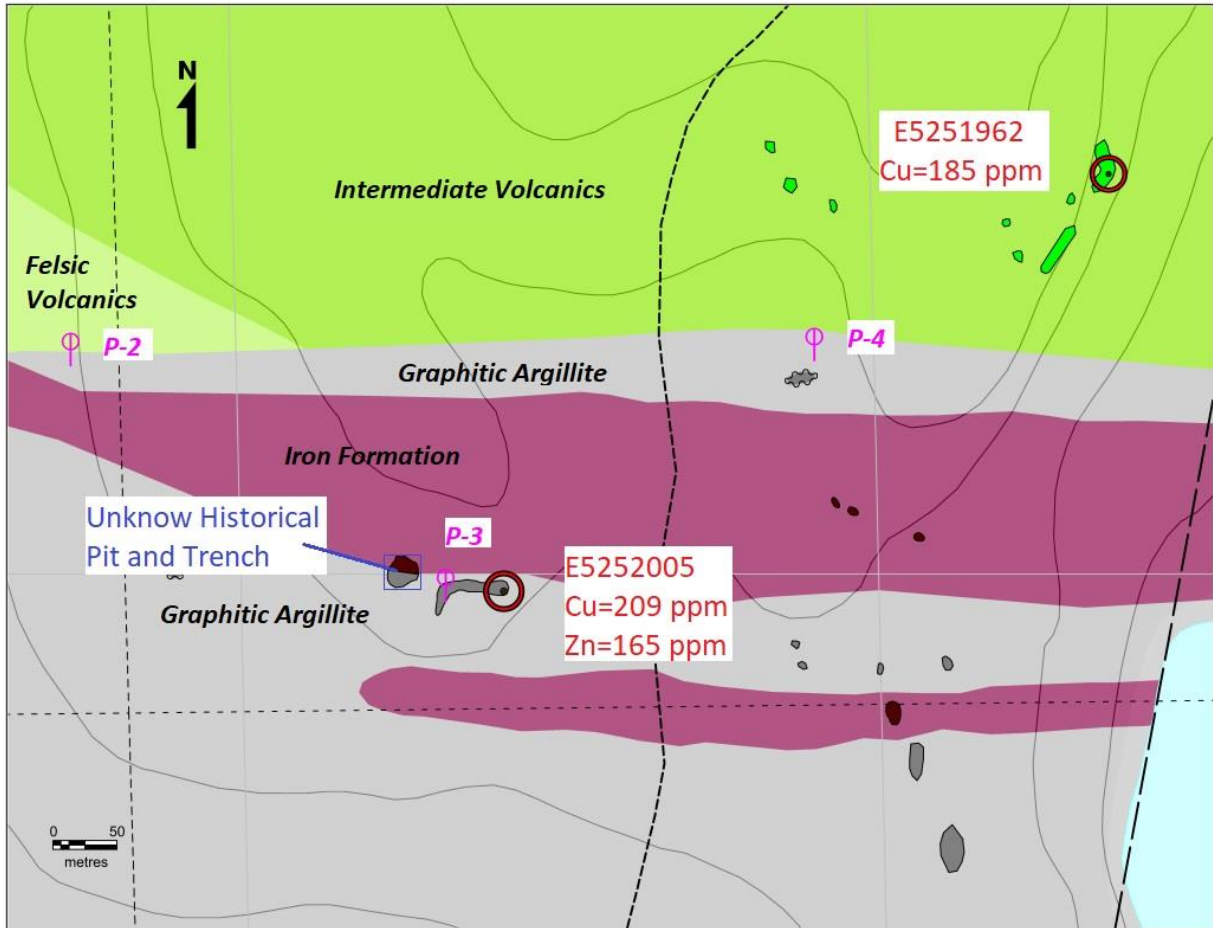 N
E5251962
Cu=185 ppm
Intermediate Volcanics
Felsic
Volcanics
P-2
P-4
Graphitic Argillite
Iron Formation
Unknow Historical
Pit and Trench
P-3
E5252005
Cu=209 ppm
Zn=165 ppm
Graphitic Argillite
0 50
metres